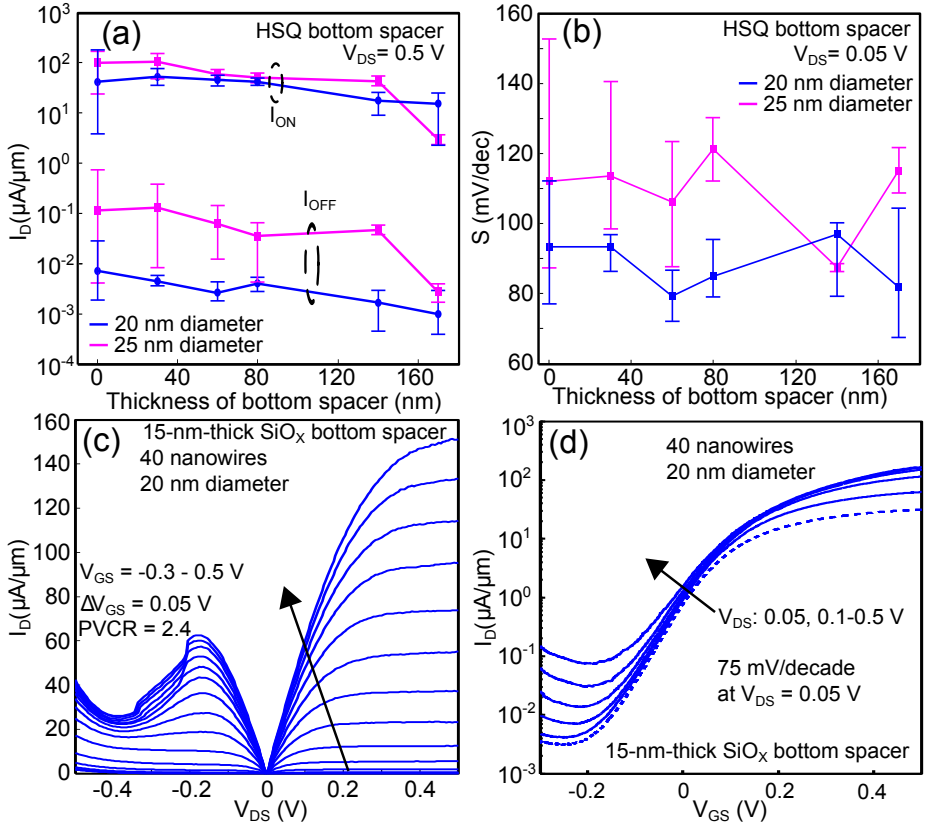 (a)
HSQ bottom spacer
V_DS= 0.5 V
I_ON
I_OFF
20 nm diameter
25 nm diameter
I_D(µA/µm)
10^3
10^2
10^1
10^0
10^-1
10^-2
10^-3
10^-4
0
40
80
120
160
Thickness of bottom spacer (nm)
(b)
HSQ bottom spacer
V_DS= 0.05 V
20 nm diameter
25 nm diameter
S (mV/dec)
160
140
120
100
80
60
0
40
80
120
160
Thickness of bottom spacer (nm)
(c)
15-nm-thick SiO_X bottom spacer
40 nanowires
20 nm diameter
V_GS = -0.3 - 0.5 V
ΔV_GS = 0.05 V
PVCR = 2.4
I_D(µA/µm)
160
140
120
100
80
60
40
20
0
-0.4
-0.2
0
0.2
0.4
V_DS (V)
(d)
40 nanowires
20 nm diameter
V_DS: 0.05, 0.1-0.5 V
75 mV/decade
at V_DS = 0.05 V
15-nm-thick SiO_X bottom spacer
I_D(µA/µm)
10^3
10^2
10^1
10^0
10^-1
10^-2
10^-3
-0.2
0
0.2
0.4
V_GS (V)